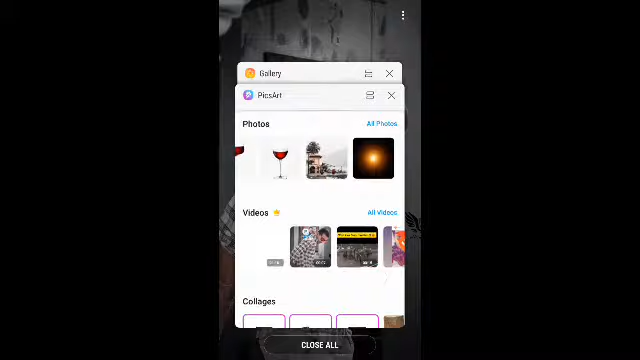 Gallery
PicsArt
Photos
All Photos
Videos
All Videos
Collages
CLOSE ALL